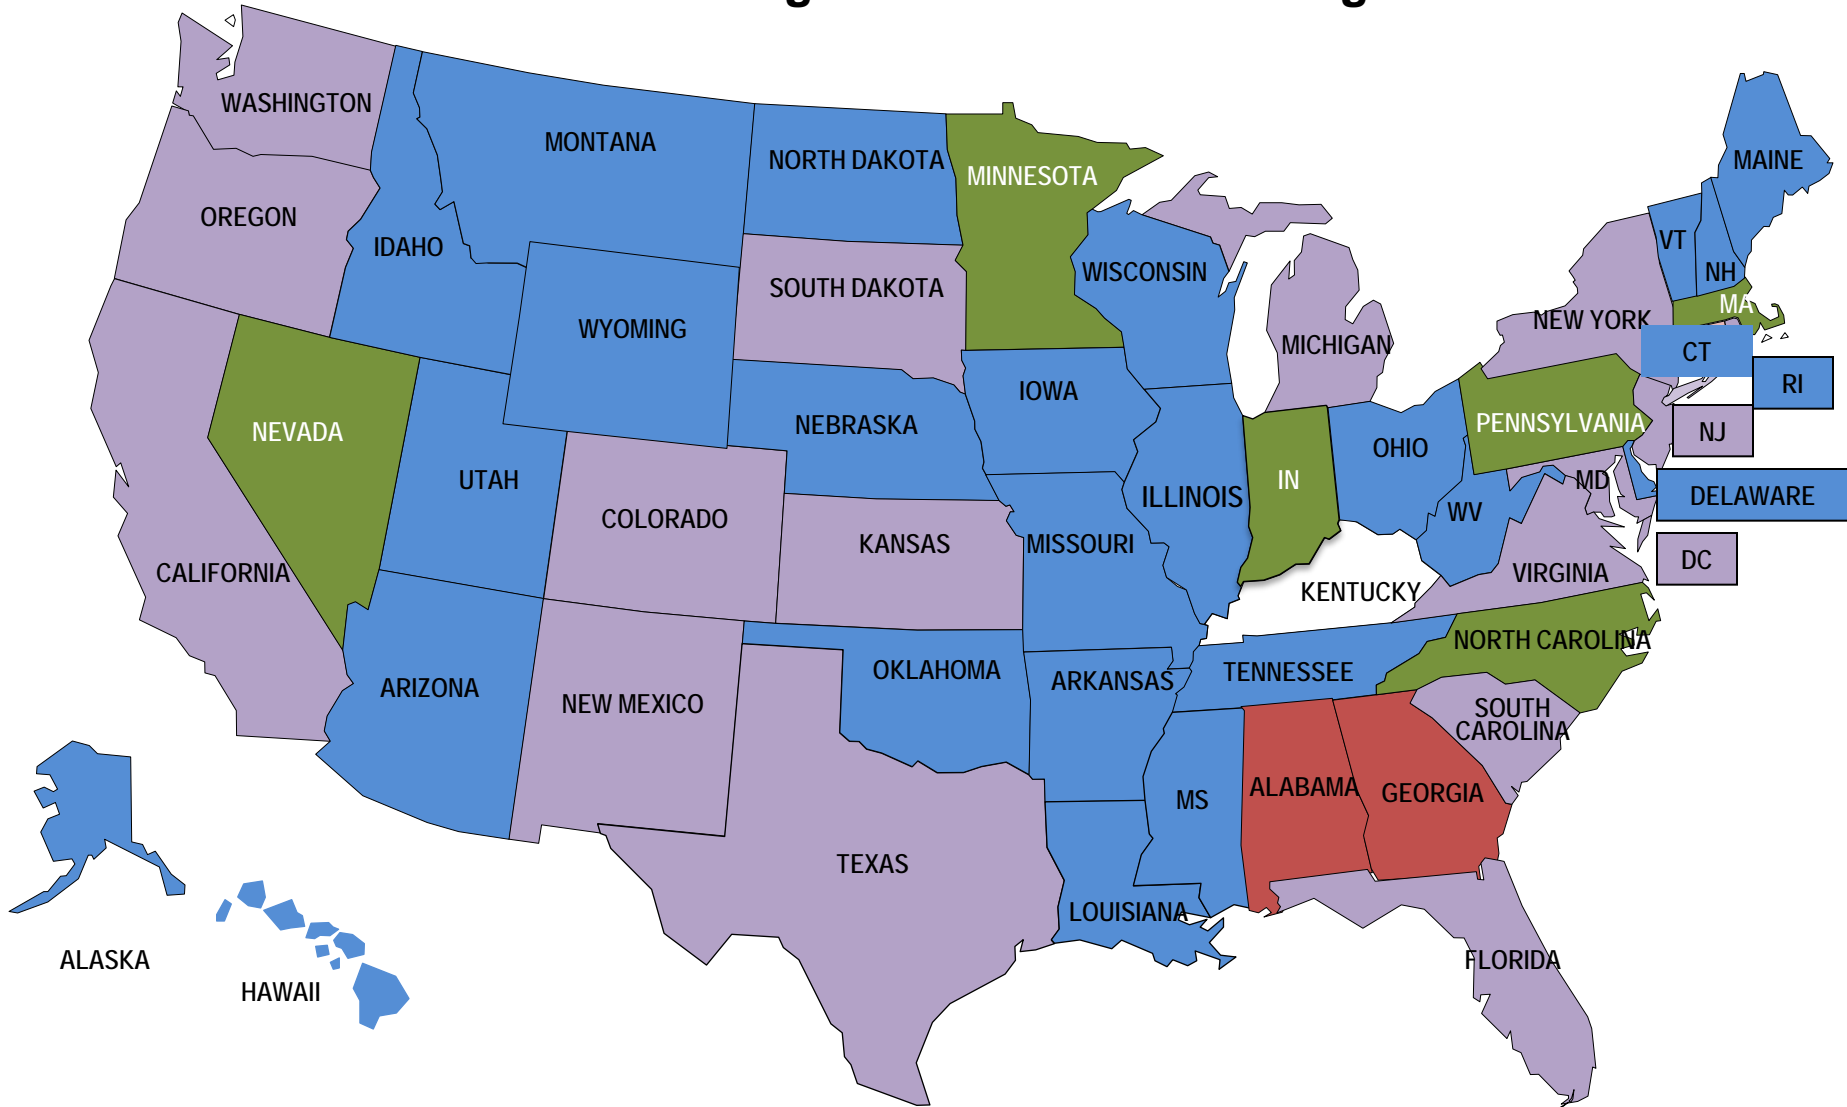 WASHINGTON
MONTANA
NORTH DAKOTA
MINNESOTA
MAINE
OREGON
IDAHO
VT
WISCONSIN
NH
SOUTH DAKOTA
MA
WYOMING
NEW YORK
MICHIGAN
CT
RI
IOWA
NEVADA
NEBRASKA
PENNSYLVANIA
NJ
OHIO
UTAH
IN
MD
ILLINOIS
DELAWARE
COLORADO
WV
KANSAS
MISSOURI
DC
CALIFORNIA
VIRGINIA
KENTUCKY
NORTH CAROLINA
OKLAHOMA
TENNESSEE
ARKANSAS
ARIZONA
NEW MEXICO
SOUTH
CAROLINA
ALABAMA
GEORGIA
MS
TEXAS
LOUISIANA
ALASKA
FLORIDA
HAWAII